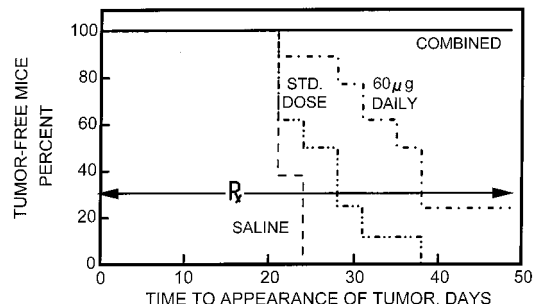 100
80
60
40
20
0
TUMOR-FREE MICE
PERCENT
COMBINED
STD.
DOSE
60µg
DAILY
℞
SALINE
0 10 20 30 40 50
TIME TO APPEARANCE OF TUMOR, DAYS